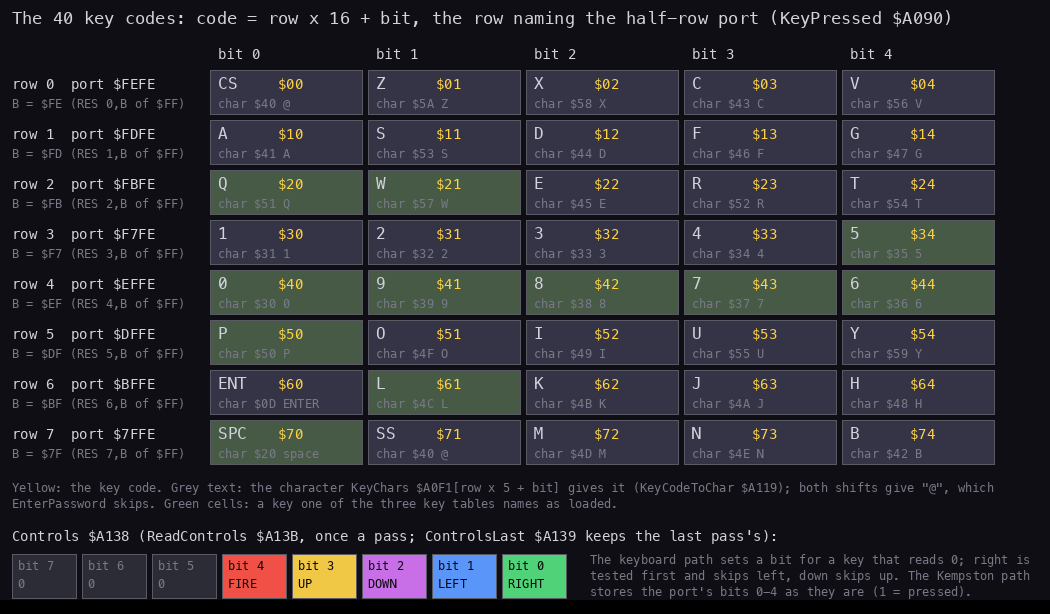 The 40 key codes: code = row x 16 + bit, the row naming the half-row port (KeyPressed $A090)
bit 0 bit 1 bit 2 bit 3 bit 4
row 0 port $FEFE CS $00 Z $01 X $02 C $03 V $04
B = $FE (RES 0,B of $FF) char $40 @ char $5A Z char $58 X char $43 C char $56 V
row 1 port $FDFE A $10 S $11 D $12 F $13 G $14
B = $FD (RES 1,B of $FF) char $41 A char $53 S char $44 D char $46 F char $47 G
row 2 port $FBFE Q $20 W $21 E $22 R $23 T $24
B = $FB (RES 2,B of $FF) char $51 Q char $57 W char $45 E char $52 R char $54 T
row 3 port $F7FE 1 $30 2 $31 3 $32 4 $33 5 $34
B = $F7 (RES 3,B of $FF) char $31 1 char $32 2 char $33 3 char $34 4 char $35 5
row 4 port $EFFE 0 $40 9 $41 8 $42 7 $43 6 $44
B = $EF (RES 4,B of $FF) char $30 0 char $39 9 char $38 8 char $37 7 char $36 6
row 5 port $DFFE P $50 O $51 I $52 U $53 Y $54
B = $DF (RES 5,B of $FF) char $50 P char $4F O char $49 I char $55 U char $59 Y
row 6 port $BFFE ENT $60 L $61 K $62 J $63 H $64
B = $BF (RES 6,B of $FF) char $0D ENTER char $4C L char $4B K char $4A J char $48 H
row 7 port $7FFE SPC $70 SS $71 M $72 N $73 B $74
B = $7F (RES 7,B of $FF) char $20 space char $40 @ char $4D M char $4E N char $42 B
Yellow: the key code. Grey text: the character KeyChars $A0F1[row x 5 + bit] gives it (KeyCodeToChar $A119); both shifts give "@", which
EnterPassword skips. Green cells: a key one of the three key tables names as loaded.
Controls $A138 (ReadControls $A13B, once a pass; ControlsLast $A139 keeps the last pass's):
bit 7 bit 6 bit 5 bit 4 bit 3 bit 2 bit 1 bit 0
0 0 0 FIRE UP DOWN LEFT RIGHT
The keyboard path sets a bit for a key that reads 0; right is
tested first and skips left, down skips up. The Kempston path
stores the port's bits 0–4 as they are (1 = pressed).